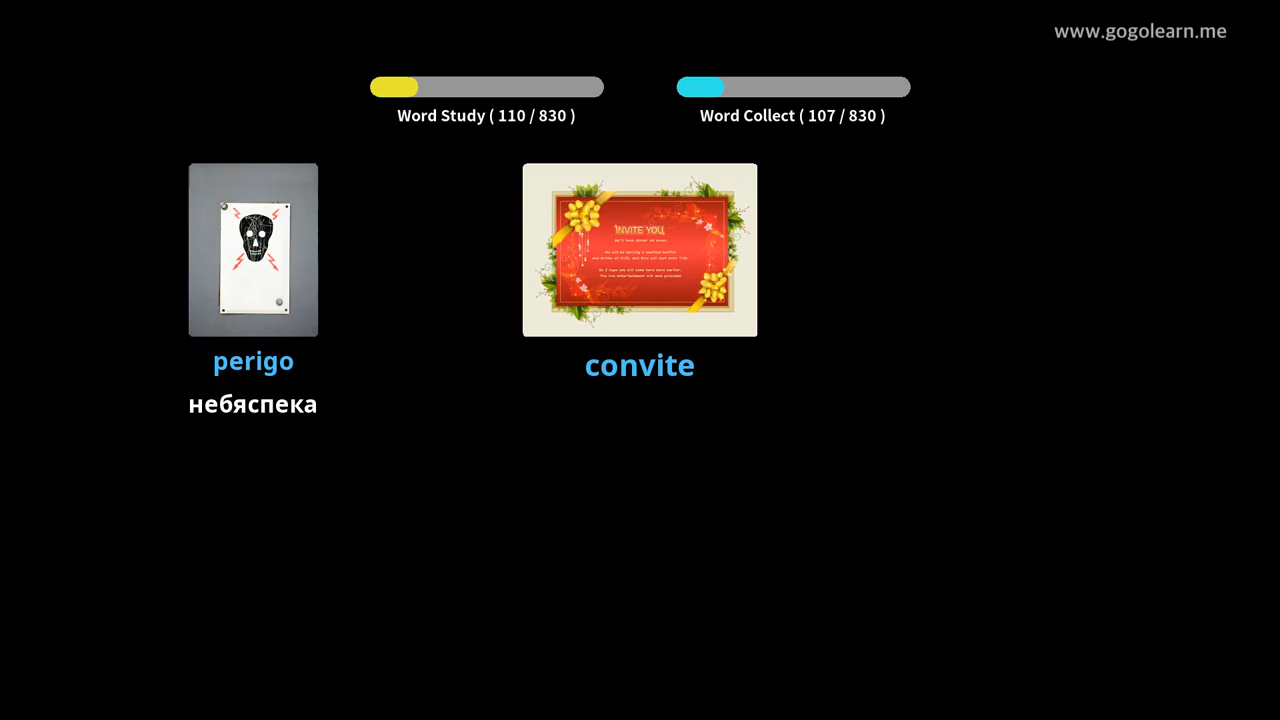 www.gogolearn.me
Word Study ( 110 / 830 )
Word Collect ( 107 / 830 )
INVITE YOU
perigo
convite
небяспека